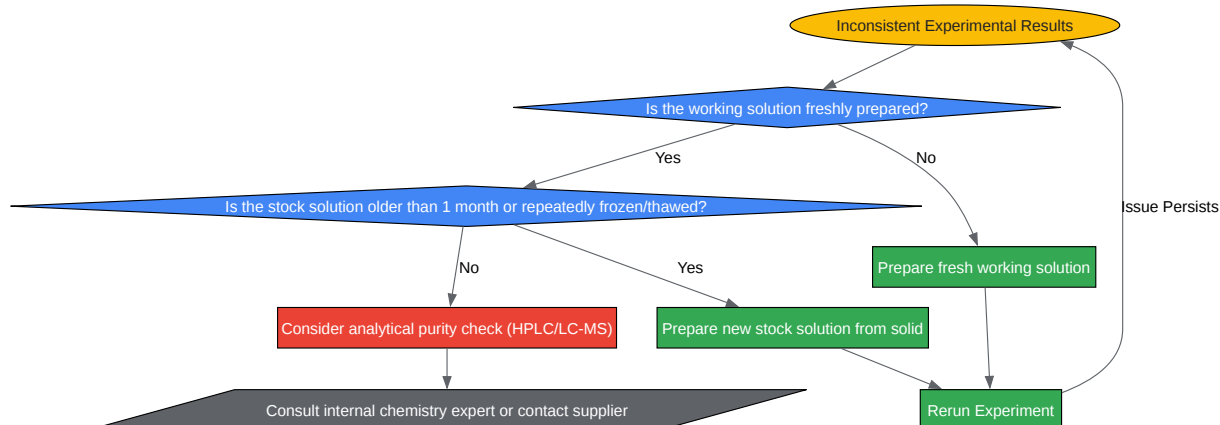 Inconsistent Experimental Results
Is the working solution freshly prepared?
Yes
No
Is the stock solution older than 1 month or repeatedly frozen/thawed?
Issue Persists
No
Yes
Prepare fresh working solution
Consider analytical purity check (HPLC/LC-MS)
Prepare new stock solution from solid
Consult internal chemistry expert or contact supplier
Rerun Experiment